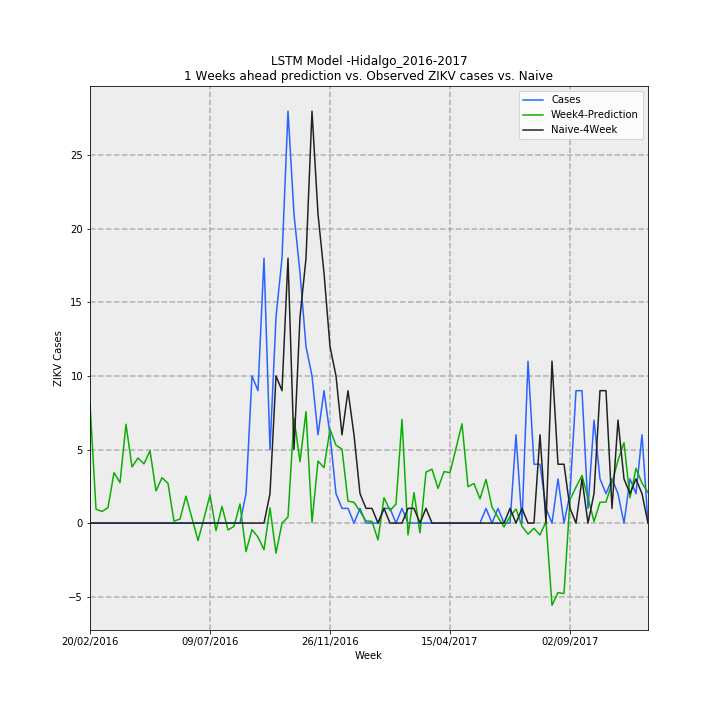 LSTM Model -Hidalgo_2016-2017
1 Weeks ahead prediction vs. Observed ZIKV cases vs. Naive
Cases
Week4-Prediction
Naive-4Week
ZIKV Cases
25
20
15
10
5
0
−5
20/02/2016
09/07/2016
26/11/2016
15/04/2017
02/09/2017
Week